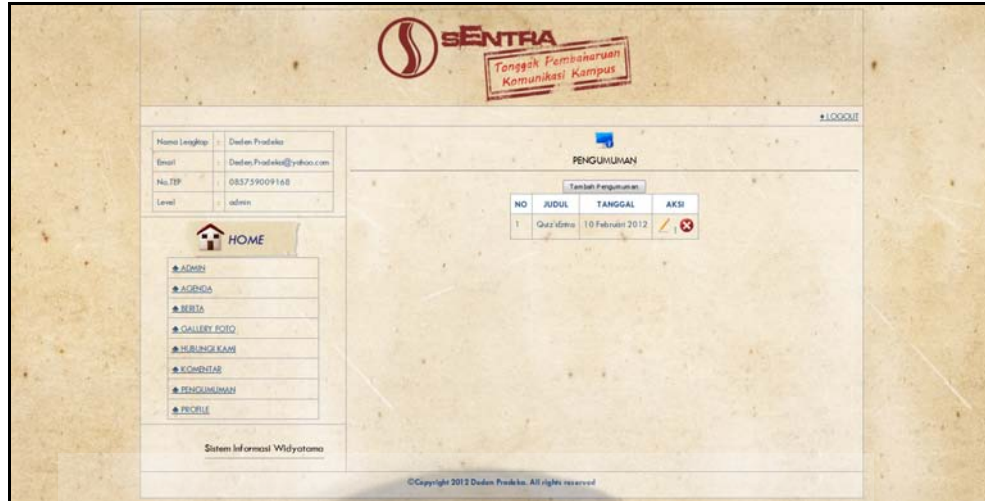 SENTRA
Tonggak Pembaharuan
Komunikasi Kampus
LOGOUT
Nama Lengkap : Deden Pradeka
Email : Deden.Pradeka@yahoo.com
No.TLP : 085759009168
Level : admin
HOME
ADMIN
AGENDA
BERITA
GALLERY FOTO
HUBUNGI KAMI
KOMENTAR
PENGUMUMAN
PROFILE
Sistem Informasi Widyatama
PENGUMUMAN
Tambah Pengumuman
NO JUDUL TANGGAL AKSI
1 10 Februari 2012
©Copyright 2012 Deden Pradeka. All rights reserved